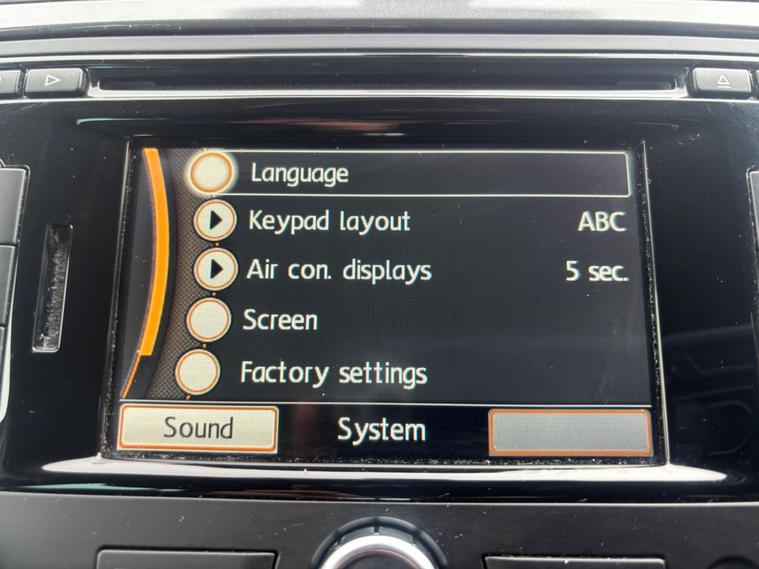 Language
Keypad layout ABC
Air con. displays 5 sec.
Screen
Factory settings
Sound System